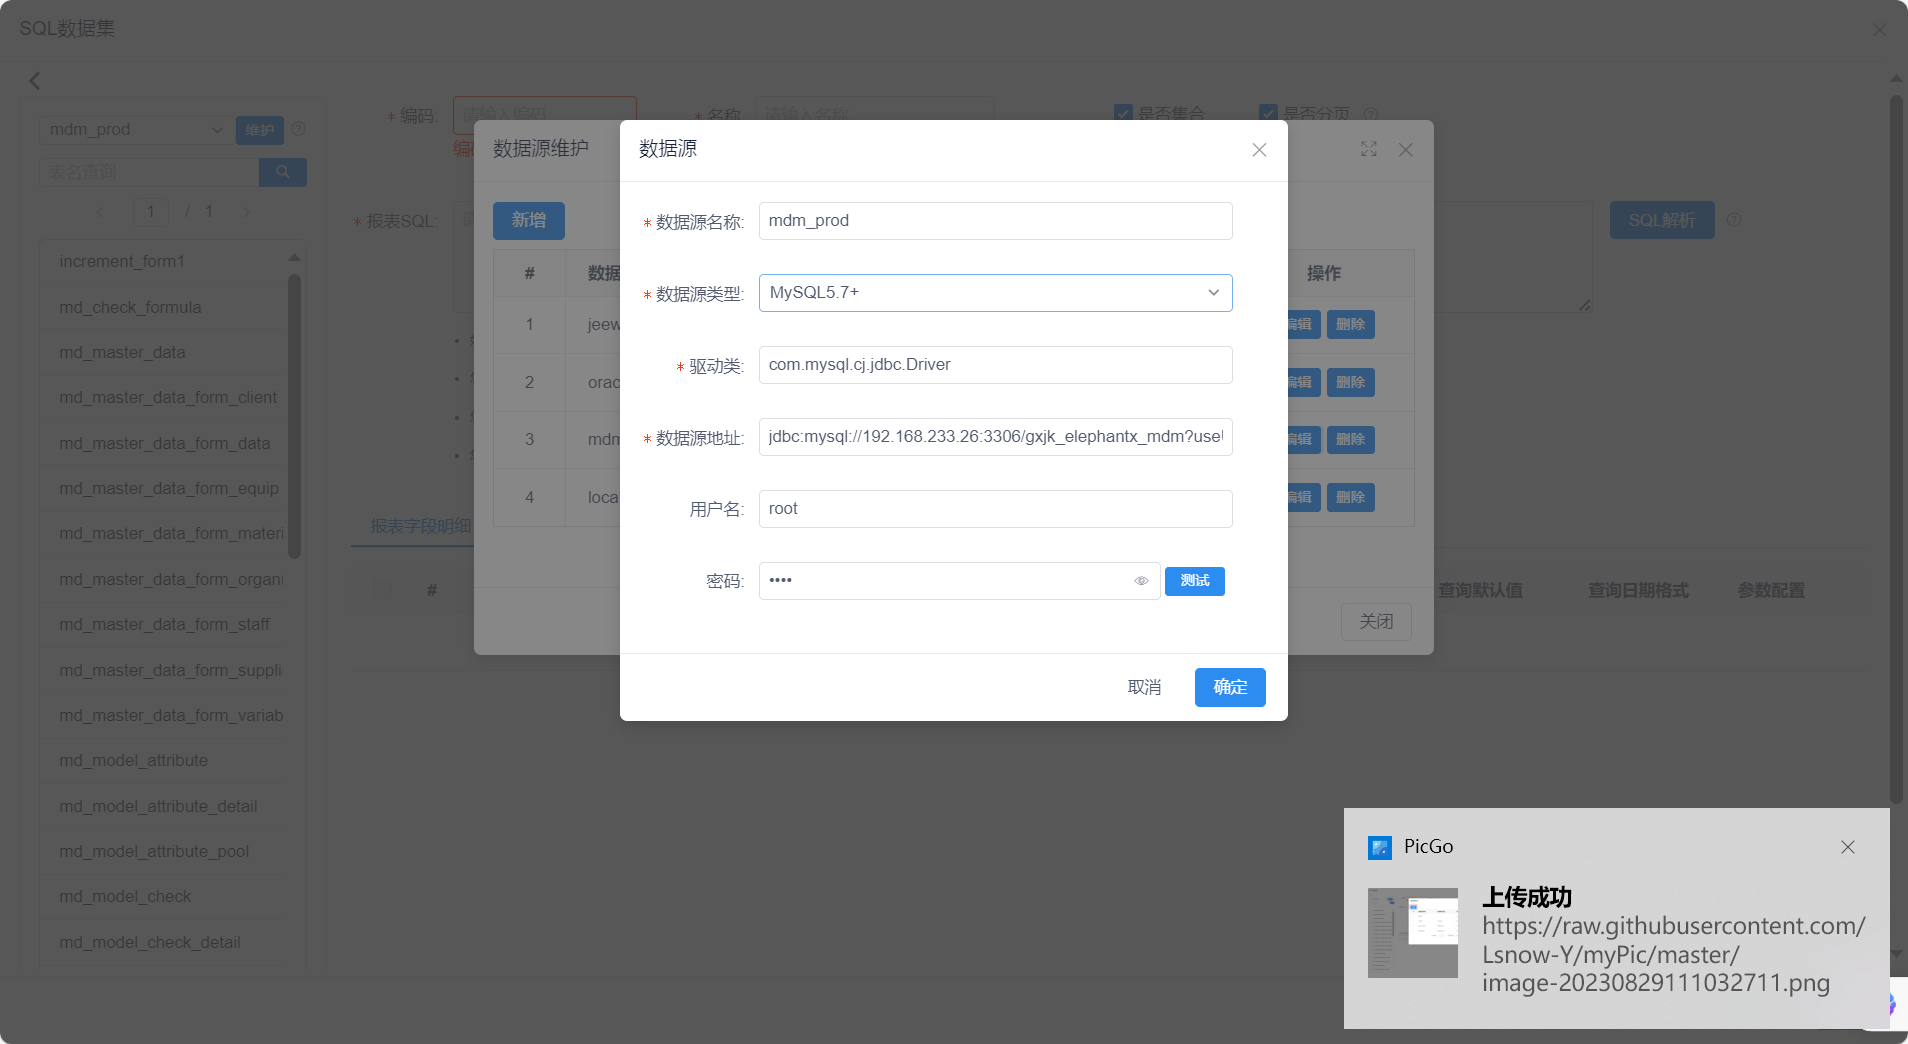 SQL数据集
mdm_prod
维护
表名查询
1 / 1
increment_form1
md_check_formula
md_master_data
md_master_data_form_client
md_master_data_form_data
md_master_data_form_equip
md_master_data_form_materi
md_master_data_form_organi
md_master_data_form_staff
md_master_data_form_suppli
md_master_data_form_variab
md_model_attribute
md_model_attribute_detail
md_model_attribute_pool
md_model_check
md_model_check_detail
* 编码:
请输入编码
* 名称
请输入名称
是否集合
是否分页
* 报表SQL:
SQL解析
报表字段明细
#
查询默认值
查询日期格式
参数配置
数据源维护
新增
# 数据 操作
1 jeew 编辑 删除
2 orac 编辑 删除
3 mdm 编辑 删除
4 loca 编辑 删除
关闭
数据源
* 数据源名称: mdm_prod
* 数据源类型: MySQL5.7+
* 驱动类: com.mysql.cj.jdbc.Driver
* 数据源地址: jdbc:mysql://192.168.233.26:3306/gxjk_elephantx_mdm?use
用户名: root
密码: •••• 测试
取消 确定
PicGo
上传成功
https://raw.githubusercontent.com/
Lsnow-Y/myPic/master/
image-20230829111032711.png